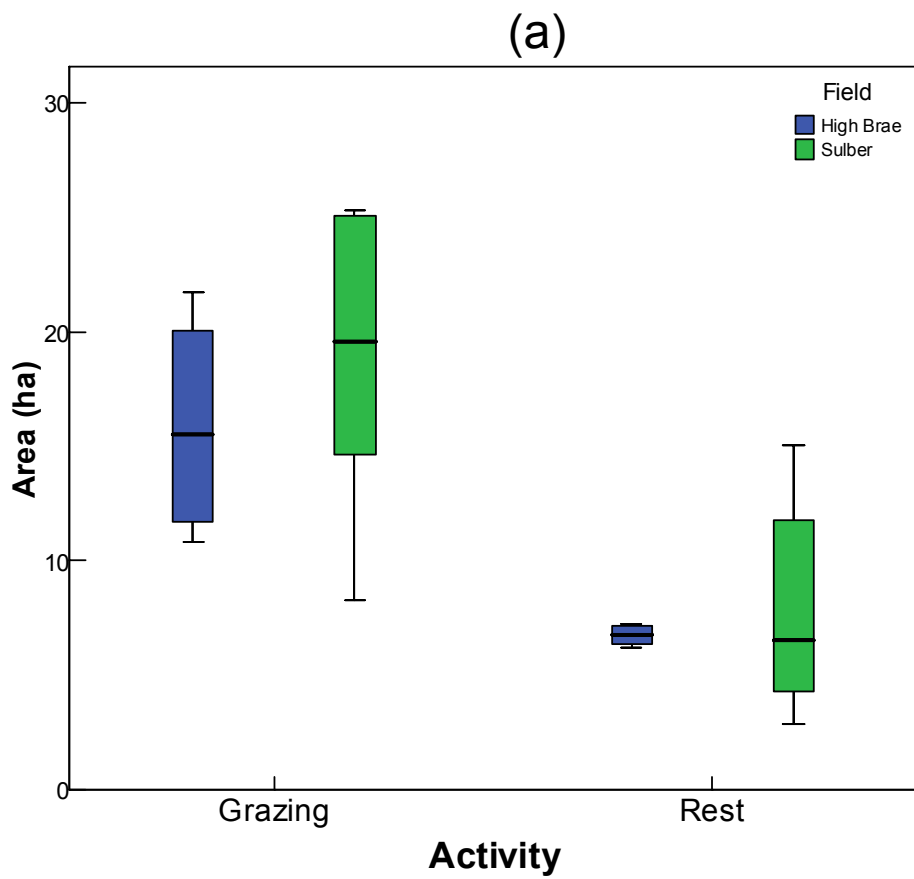 (a)
Field
High Brae
Sulber
30
20
10
0
Area (ha)
Grazing
Rest
Activity